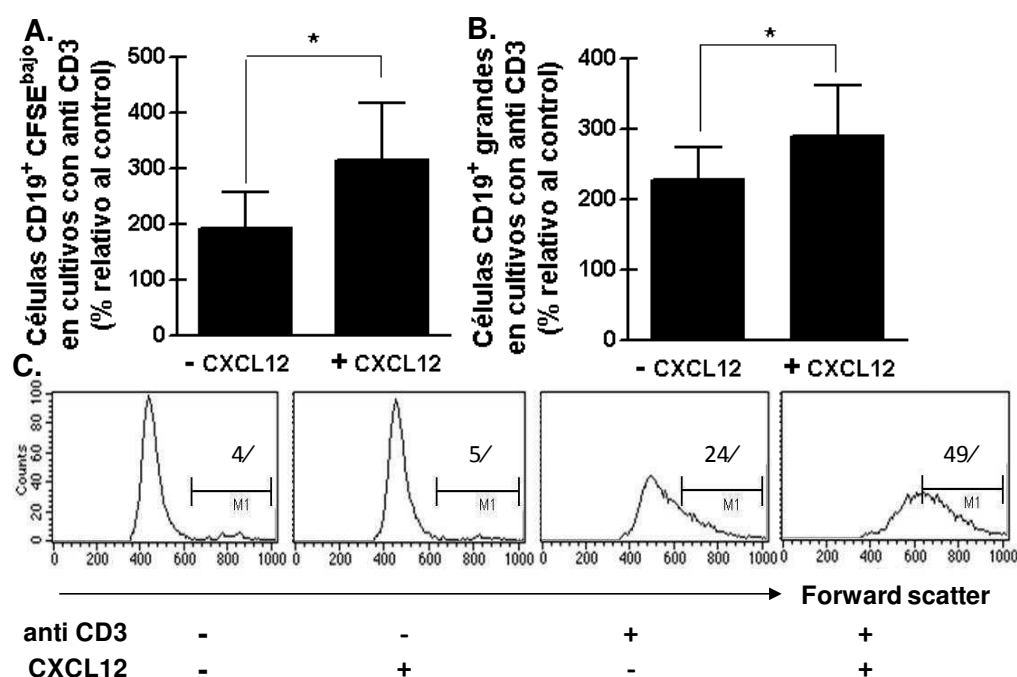 A.
Células CD19⁺ CFSEᵇᵃʲᵒ
en cultivos con anti CD3
(% relativo al control)
500
400
300
200
100
0
*
- CXCL12
+ CXCL12
B.
Células CD19⁺ grandes
en cultivos con anti CD3
(% relativo al control)
400
300
200
100
0
*
- CXCL12
+ CXCL12
C.
Counts
100
80
60
40
20
0
4/
M1
0 200 400 600 800 1000
5/
M1
0 200 400 600 800 1000
24/
M1
0 200 400 600 800 1000
49/
M1
0 200 400 600 800 1000
Forward scatter
anti CD3 - - + +
CXCL12 - + - +